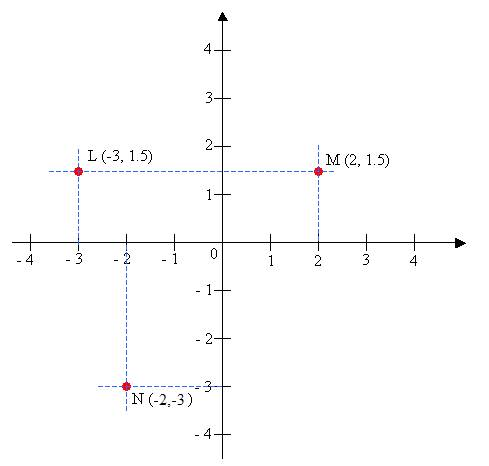 4
3
2
L (-3, 1.5)
M (2, 1.5)
1
- 4 - 3 - 2 - 1 0 1 2 3 4
- 1
- 2
- 3
N (-2,-3 )
- 4